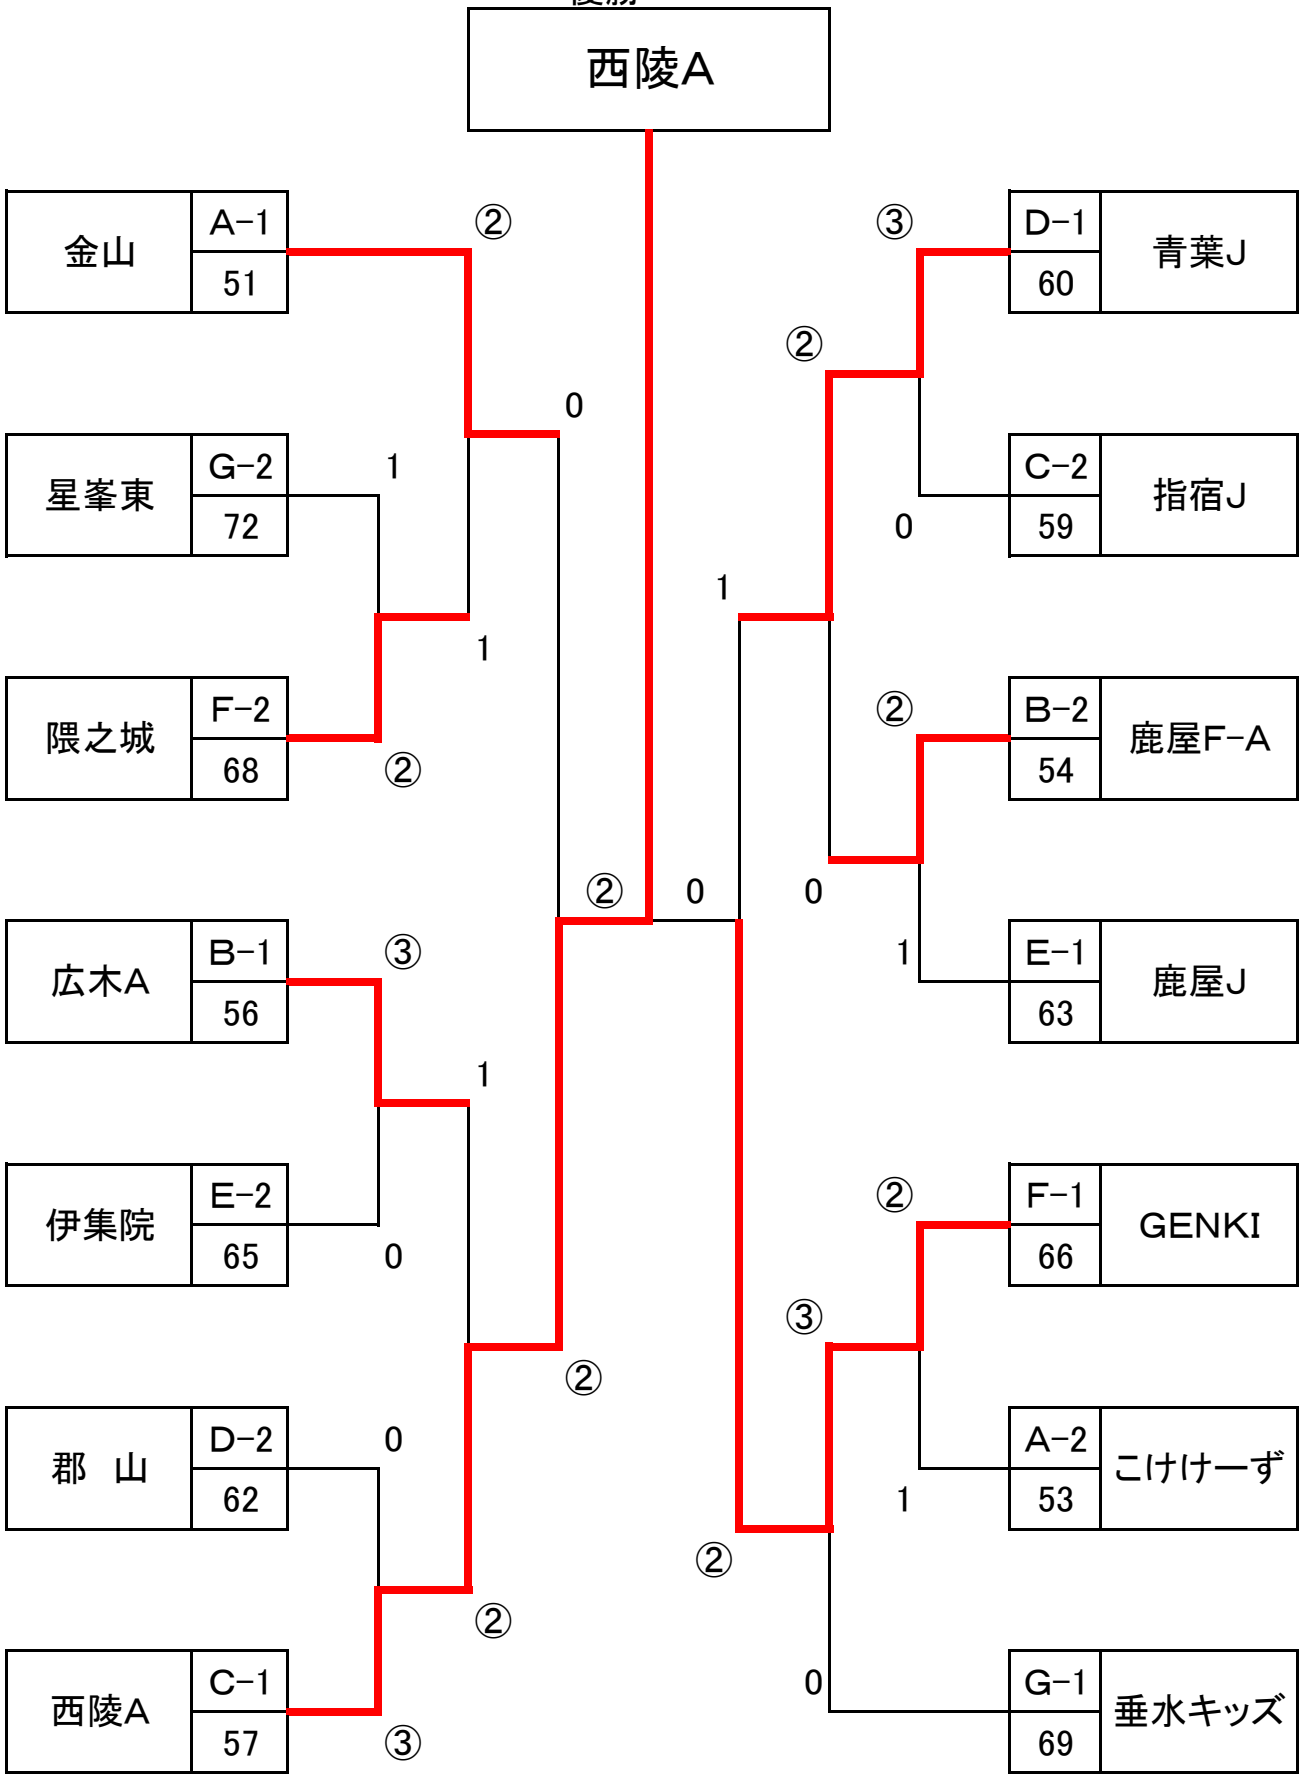 西陵A
金山
A-1
51
②
③
D-1
60
青葉J
②
0
星峯東
G-2
72
1
0
C-2
59
指宿J
1
1
隈之城
F-2
68
②
②
B-2
54
鹿屋F-A
②
0
0
広木A
B-1
56
③
1
E-1
63
鹿屋J
1
伊集院
E-2
65
0
②
F-1
66
GENKI
③
②
郡 山
D-2
62
0
1
A-2
53
こけけーず
②
②
西陵A
C-1
57
③
0
G-1
69
垂水キッズ